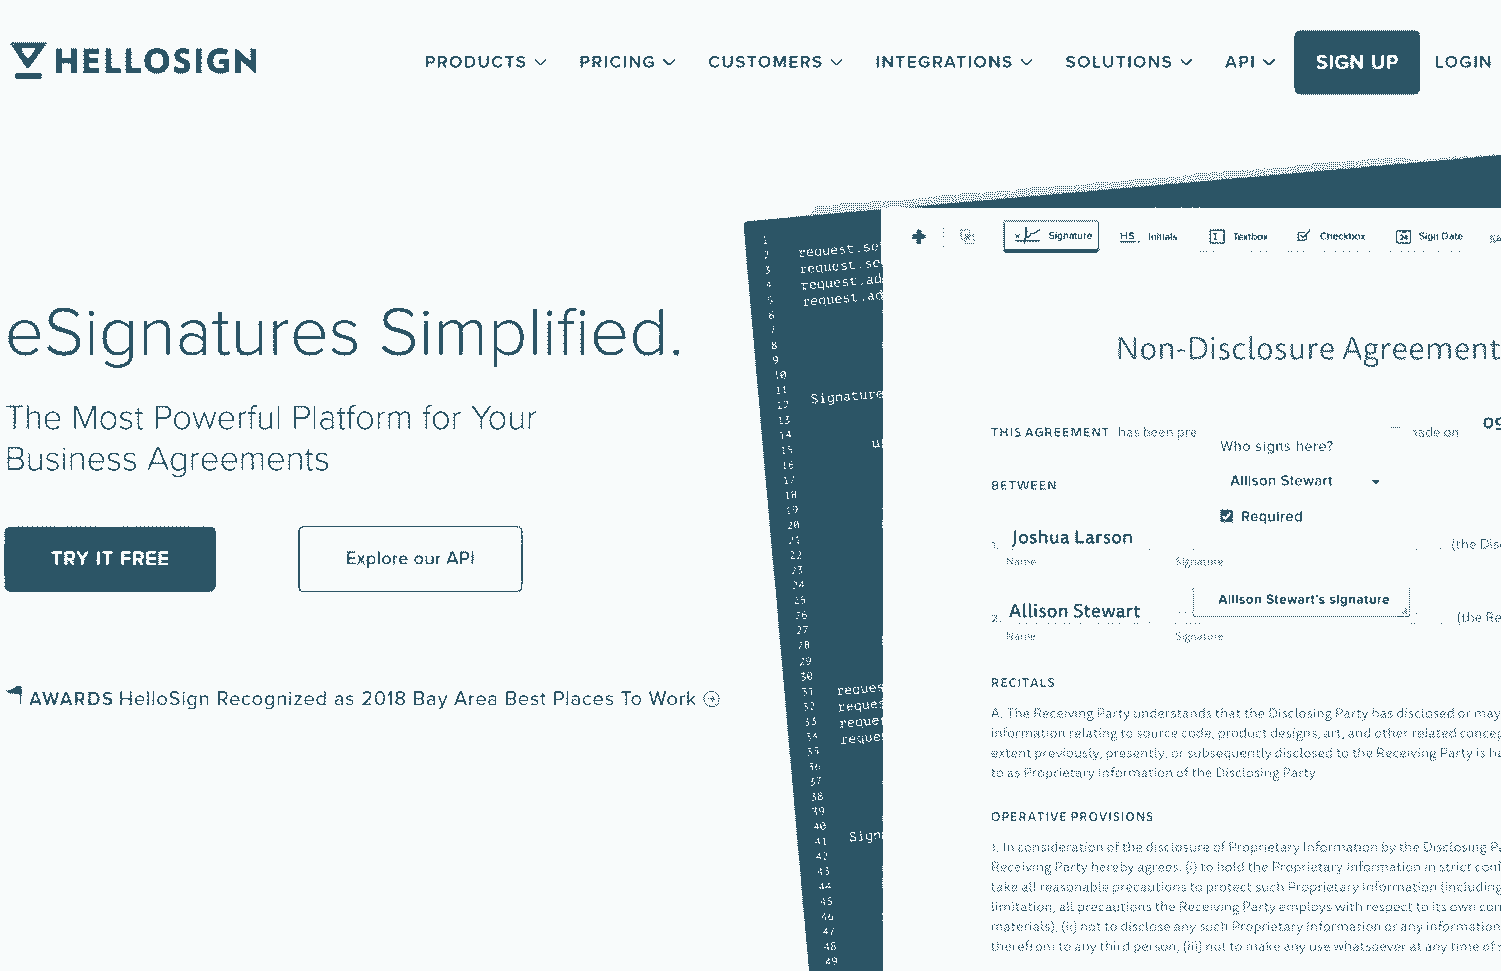 HELLOSIGN
PRODUCTS PRICING CUSTOMERS INTEGRATIONS SOLUTIONS API SIGN UP LOGIN
eSignatures Simplified.
The Most Powerful Platform for Your
Business Agreements
TRY IT FREE Explore our API
AWARDS HelloSign Recognized as 2018 Bay Area Best Places To Work
1
2 request.se
3 request.se
4 request.ad
5 request.ad
6
7
8
9
10
11
12 Signature
13
14
15 u
16
17
18
19
20
21
22
23
24
25
26
27
28
29
30
31 reques
32 reques
33 reques
34 reque
35
36
37
38
39
40
41 Sign
42
43
44
45
46
47
48
49
Signature HS Initials Textbox Checkbox Sign Date
Non-Disclosure Agreement
THIS AGREEMENT has been pre made on 09
Who signs here?
Allison Stewart
Required
BETWEEN
1. Joshua Larson (the Disc
Name Signature
2. Allison Stewart Allison Stewart's signature (the Re
Name Signature
RECITALS
A. The Receiving Party understands that the Disclosing Party has disclosed or may
information relating to source code, product designs, art, and other related concep
extent previously, presently, or subsequently disclosed to the Receiving Party is he
to as Proprietary Information of the Disclosing Party
OPERATIVE PROVISIONS
1. In consideration of the disclosure of Proprietary Information by the Disclosing Pa
Receiving Party hereby agrees: (i) to hold the Proprietary Information in strict conf
take all reasonable precautions to protect such Proprietary Information (including
limitation, all precautions the Receiving Party employs with respect to its own con
materials), (ii) not to disclose any such Proprietary Information or any information
therefrom to any third person, (iii) not to make any use whatsoever at any time of s